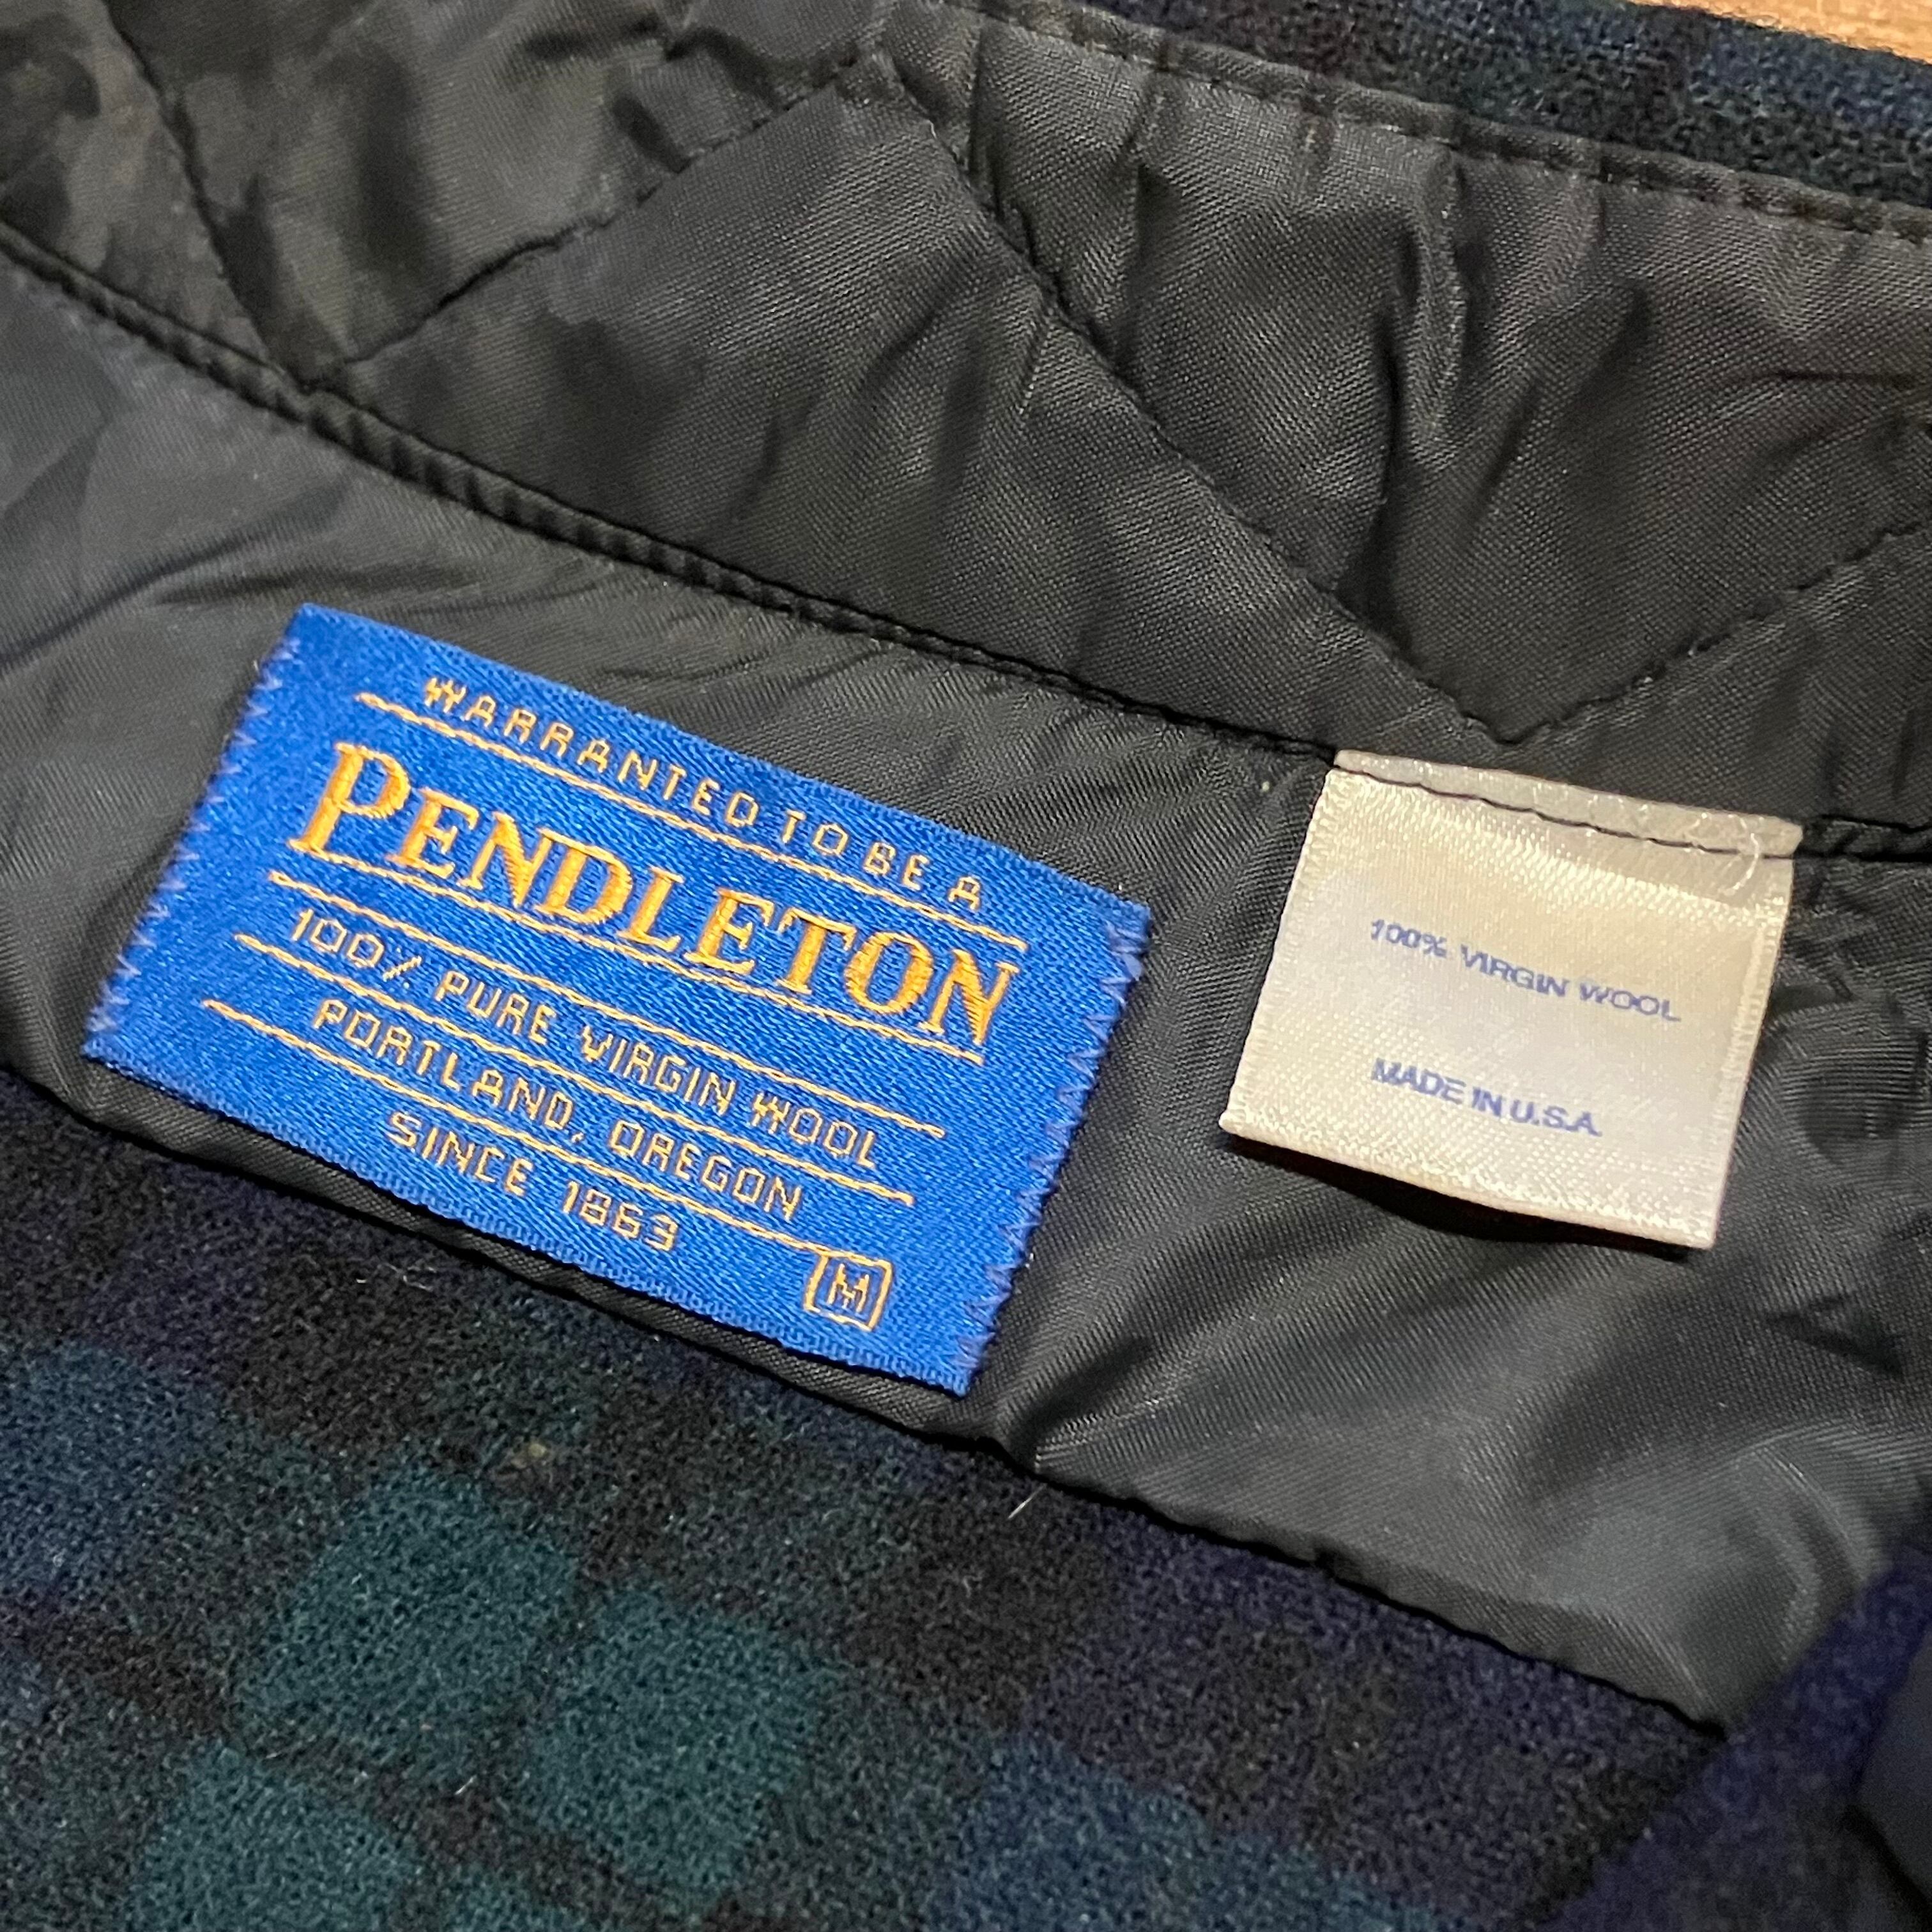 WARRANTED TO BE A
PENDLETON
100% PURE VIRGIN WOOL
PORTLAND, OREGON
SINCE 1863
M
100% VIRGIN WOOL
MADE IN U.S.A.